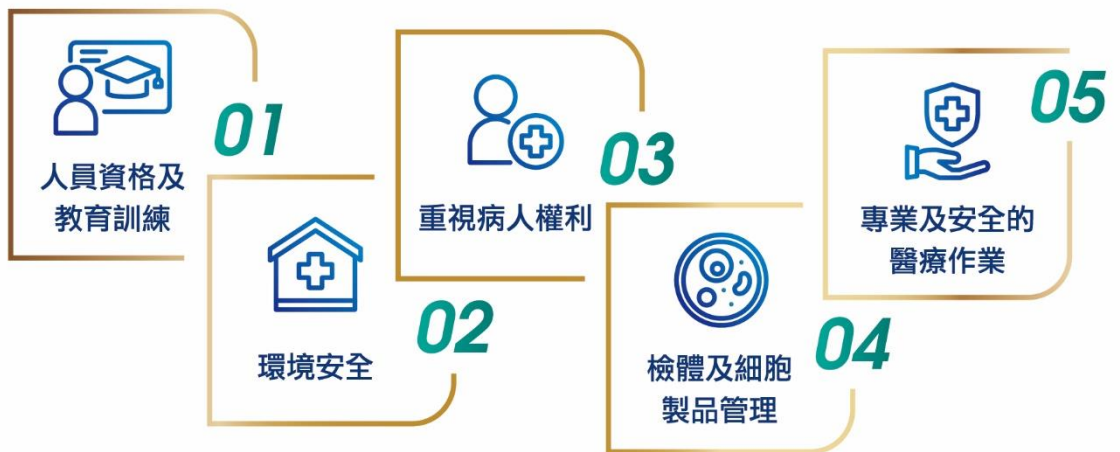 01
人員資格及
教育訓練
02
環境安全
03
重視病人權利
04
檢體及細胞
製品管理
05
專業及安全的
醫療作業